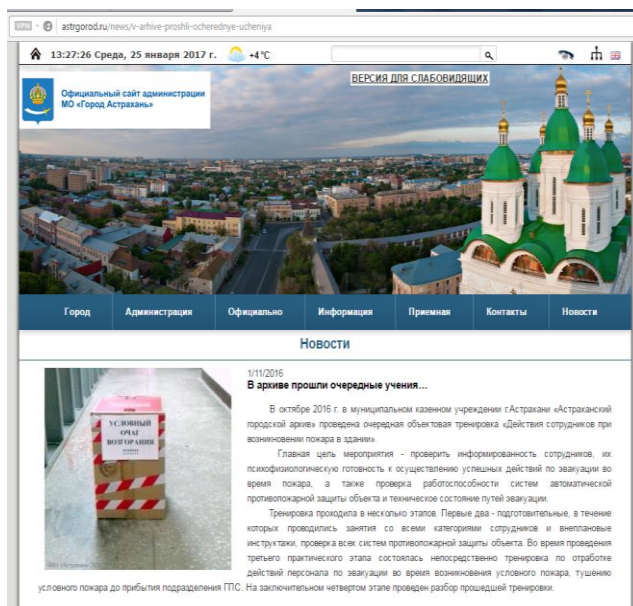 VPN
astrgorod.ru/news/v-arhive-proshli-ocherednye-ucheniya
13:27:26 Среда, 25 января 2017 г. +4 °C
ВЕРСИЯ ДЛЯ СЛАБОВИДЯЩИХ
Официальный сайт администрации
МО «Город Астрахань»
Город Администрация Официально Информация Приемная Контакты Новости
Новости
1/11/2016
В архиве прошли очередные учения…
УСЛОВНЫЙ
ОЧАГ
ВОЗГОРАНИЯ
В октябре 2016 г. в муниципальном казенном учреждении г.Астрахани «Астраханский
городской архив» проведена очередная объектовая тренировка «Действия сотрудников при
возникновении пожара в здании».
Главная цель мероприятия - проверить информированность сотрудников, их
психофизиологическую готовность к осуществлению успешных действий по эвакуации во
время пожара, а также проверка работоспособности систем автоматической
противопожарной защиты объекта и техническое состояние путей эвакуации.
Тренировка проходила в несколько этапов. Первые два - подготовительные, в течение
которых проводились занятия со всеми категориями сотрудников и внеплановые
инструктажи, проверка всех систем противопожарной защиты объекта. Во время проведения
третьего практического этапа состоялась непосредственно тренировка по отработке
действий персонала по эвакуации во время возникновения условного пожара, тушению
условного пожара до прибытия подразделения ГПС. На заключительном четвертом этапе проведен разбор прошедшей тренировки.